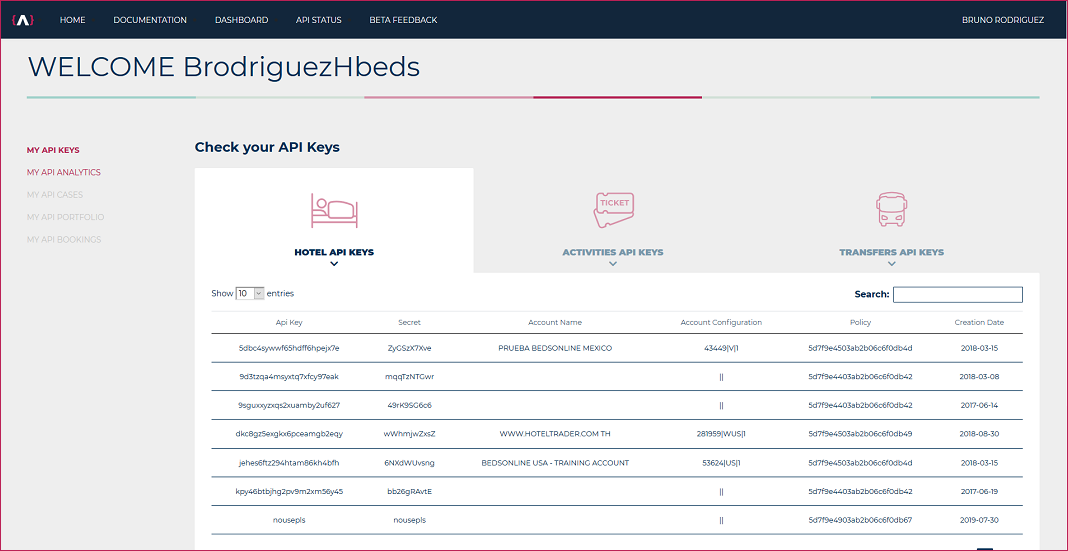 HOME DOCUMENTATION DASHBOARD API STATUS BETA FEEDBACK BRUNO RODRIGUEZ
WELCOME BrodriguezHbeds
MY API KEYS
MY API ANALYTICS
MY API CASES
MY API PORTFOLIO
MY API BOOKINGS
Check your API Keys
TICKET
HOTEL API KEYS ACTIVITIES API KEYS TRANSFERS API KEYS
Show 10 entries Search:
Api Key Secret Account Name Account Configuration Policy Creation Date
5dbc4sywwf65hdff6hpejx7e ZyGSzX7Xve PRUEBA BEDSONLINE MEXICO 43449|V|1 5d7f9e4503ab2b06c6f0db4d 2018-03-15
9d3tzqa4msyxtq7xfcy97eak mqqTzNTGwr || 5d7f9e4403ab2b06c6f0db42 2018-03-08
9sguxxyzxqs2xuamby2uf627 49rK9SG6c6 || 5d7f9e4403ab2b06c6f0db42 2017-06-14
dkc8gz5exgkx6pceamgb2eqy wWhmjwZxsZ WWW.HOTELTRADER.COM TH 281959|WUS|1 5d7f9e4503ab2b06c6f0db49 2018-08-30
jehes6ftz294htam86kh4bfh 6NXdWUvsng BEDSONLINE USA - TRAINING ACCOUNT 53624|US|1 5d7f9e4503ab2b06c6f0db4d 2018-03-15
kpy46btbjhg2pv9m2xm56y45 bb26gRAvtE || 5d7f9e4403ab2b06c6f0db42 2017-06-19
nousepls nousepls || 5d7f9e4903ab2b06c6f0db67 2019-07-30